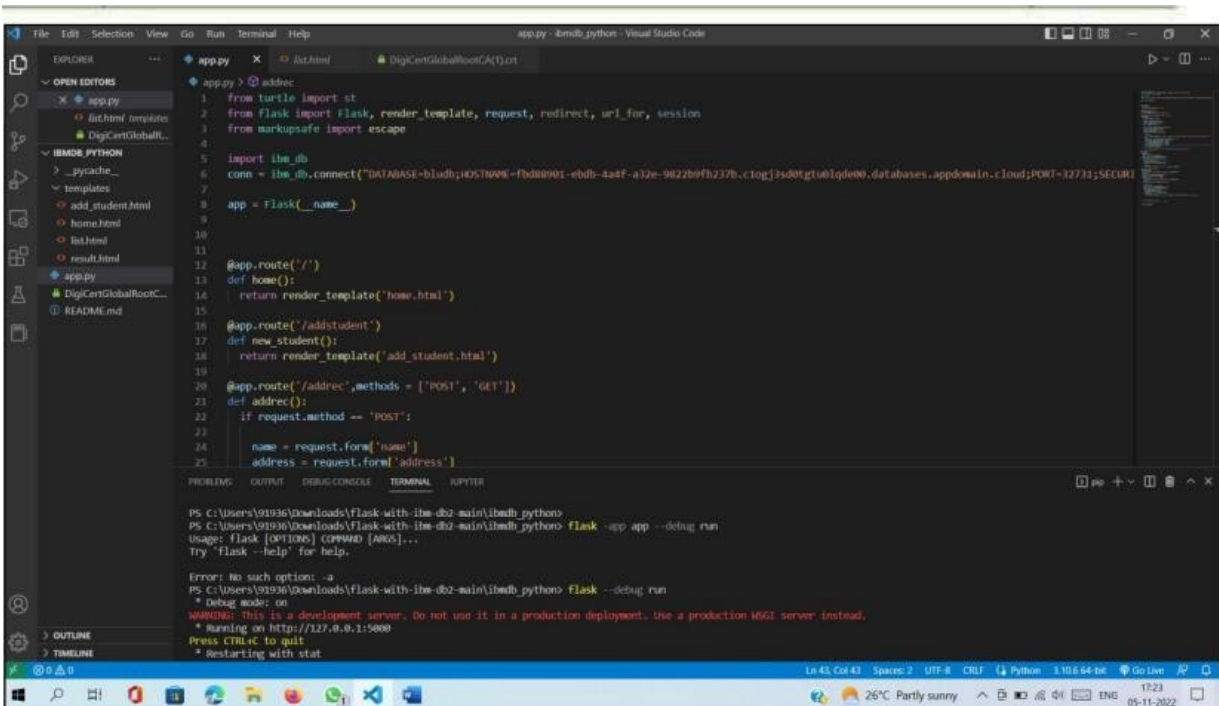 File Edit Selection View Go Run Terminal Help
app.py - ibmdb_python - Visual Studio Code
EXPLORER
OPEN EDITORS
app.py
list.html templates
DigiCertGlobalR...
IBMDB_PYTHON
__pycache__
templates
add_student.html
home.html
list.html
result.html
app.py
DigiCertGlobalRootC...
README.md
OUTLINE
TIMELINE
app.py list.html DigiCertGlobalRootCA(1).crt
app.py > addrec
1 from turtle import st
2 from flask import Flask, render_template, request, redirect, url_for, session
3 from markupsafe import escape
4
5 import ibm_db
6 conn = ibm_db.connect("DATABASE=bludb;HOSTNAME=fbd88901-ebdb-4a4f-a32e-9822b9fb237b.c1ogj3sd0tgtu0lqde00.databases.appdomain.cloud;PORT=32731;SECURI
7
8 app = Flask(__name__)
9
10
11
12 @app.route('/')
13 def home():
14 return render_template('home.html')
15
16 @app.route('/addstudent')
17 def new_student():
18 return render_template('add_student.html')
19
20 @app.route('/addrec',methods = ['POST', 'GET'])
21 def addrec():
22 if request.method == 'POST':
23
24 name = request.form['name']
25 address = request.form['address']
PROBLEMS OUTPUT DEBUG CONSOLE TERMINAL JUPYTER
pip
PS C:\Users\91936\Downloads\flask-with-ibm-db2-main\ibmdb_python>
PS C:\Users\91936\Downloads\flask-with-ibm-db2-main\ibmdb_python> flask -app app --debug run
Usage: flask [OPTIONS] COMMAND [ARGS]...
Try 'flask --help' for help.
Error: No such option: -a
PS C:\Users\91936\Downloads\flask-with-ibm-db2-main\ibmdb_python> flask --debug run
* Debug mode: on
WARNING: This is a development server. Do not use it in a production deployment. Use a production WSGI server instead.
* Running on http://127.0.0.1:5000
Press CTRL+C to quit
* Restarting with stat
0 0
Ln 43, Col 43 Spaces: 2 UTF-8 CRLF Python 3.10.6 64-bit Go Live
26°C Partly sunny ENG 17:23
05-11-2022